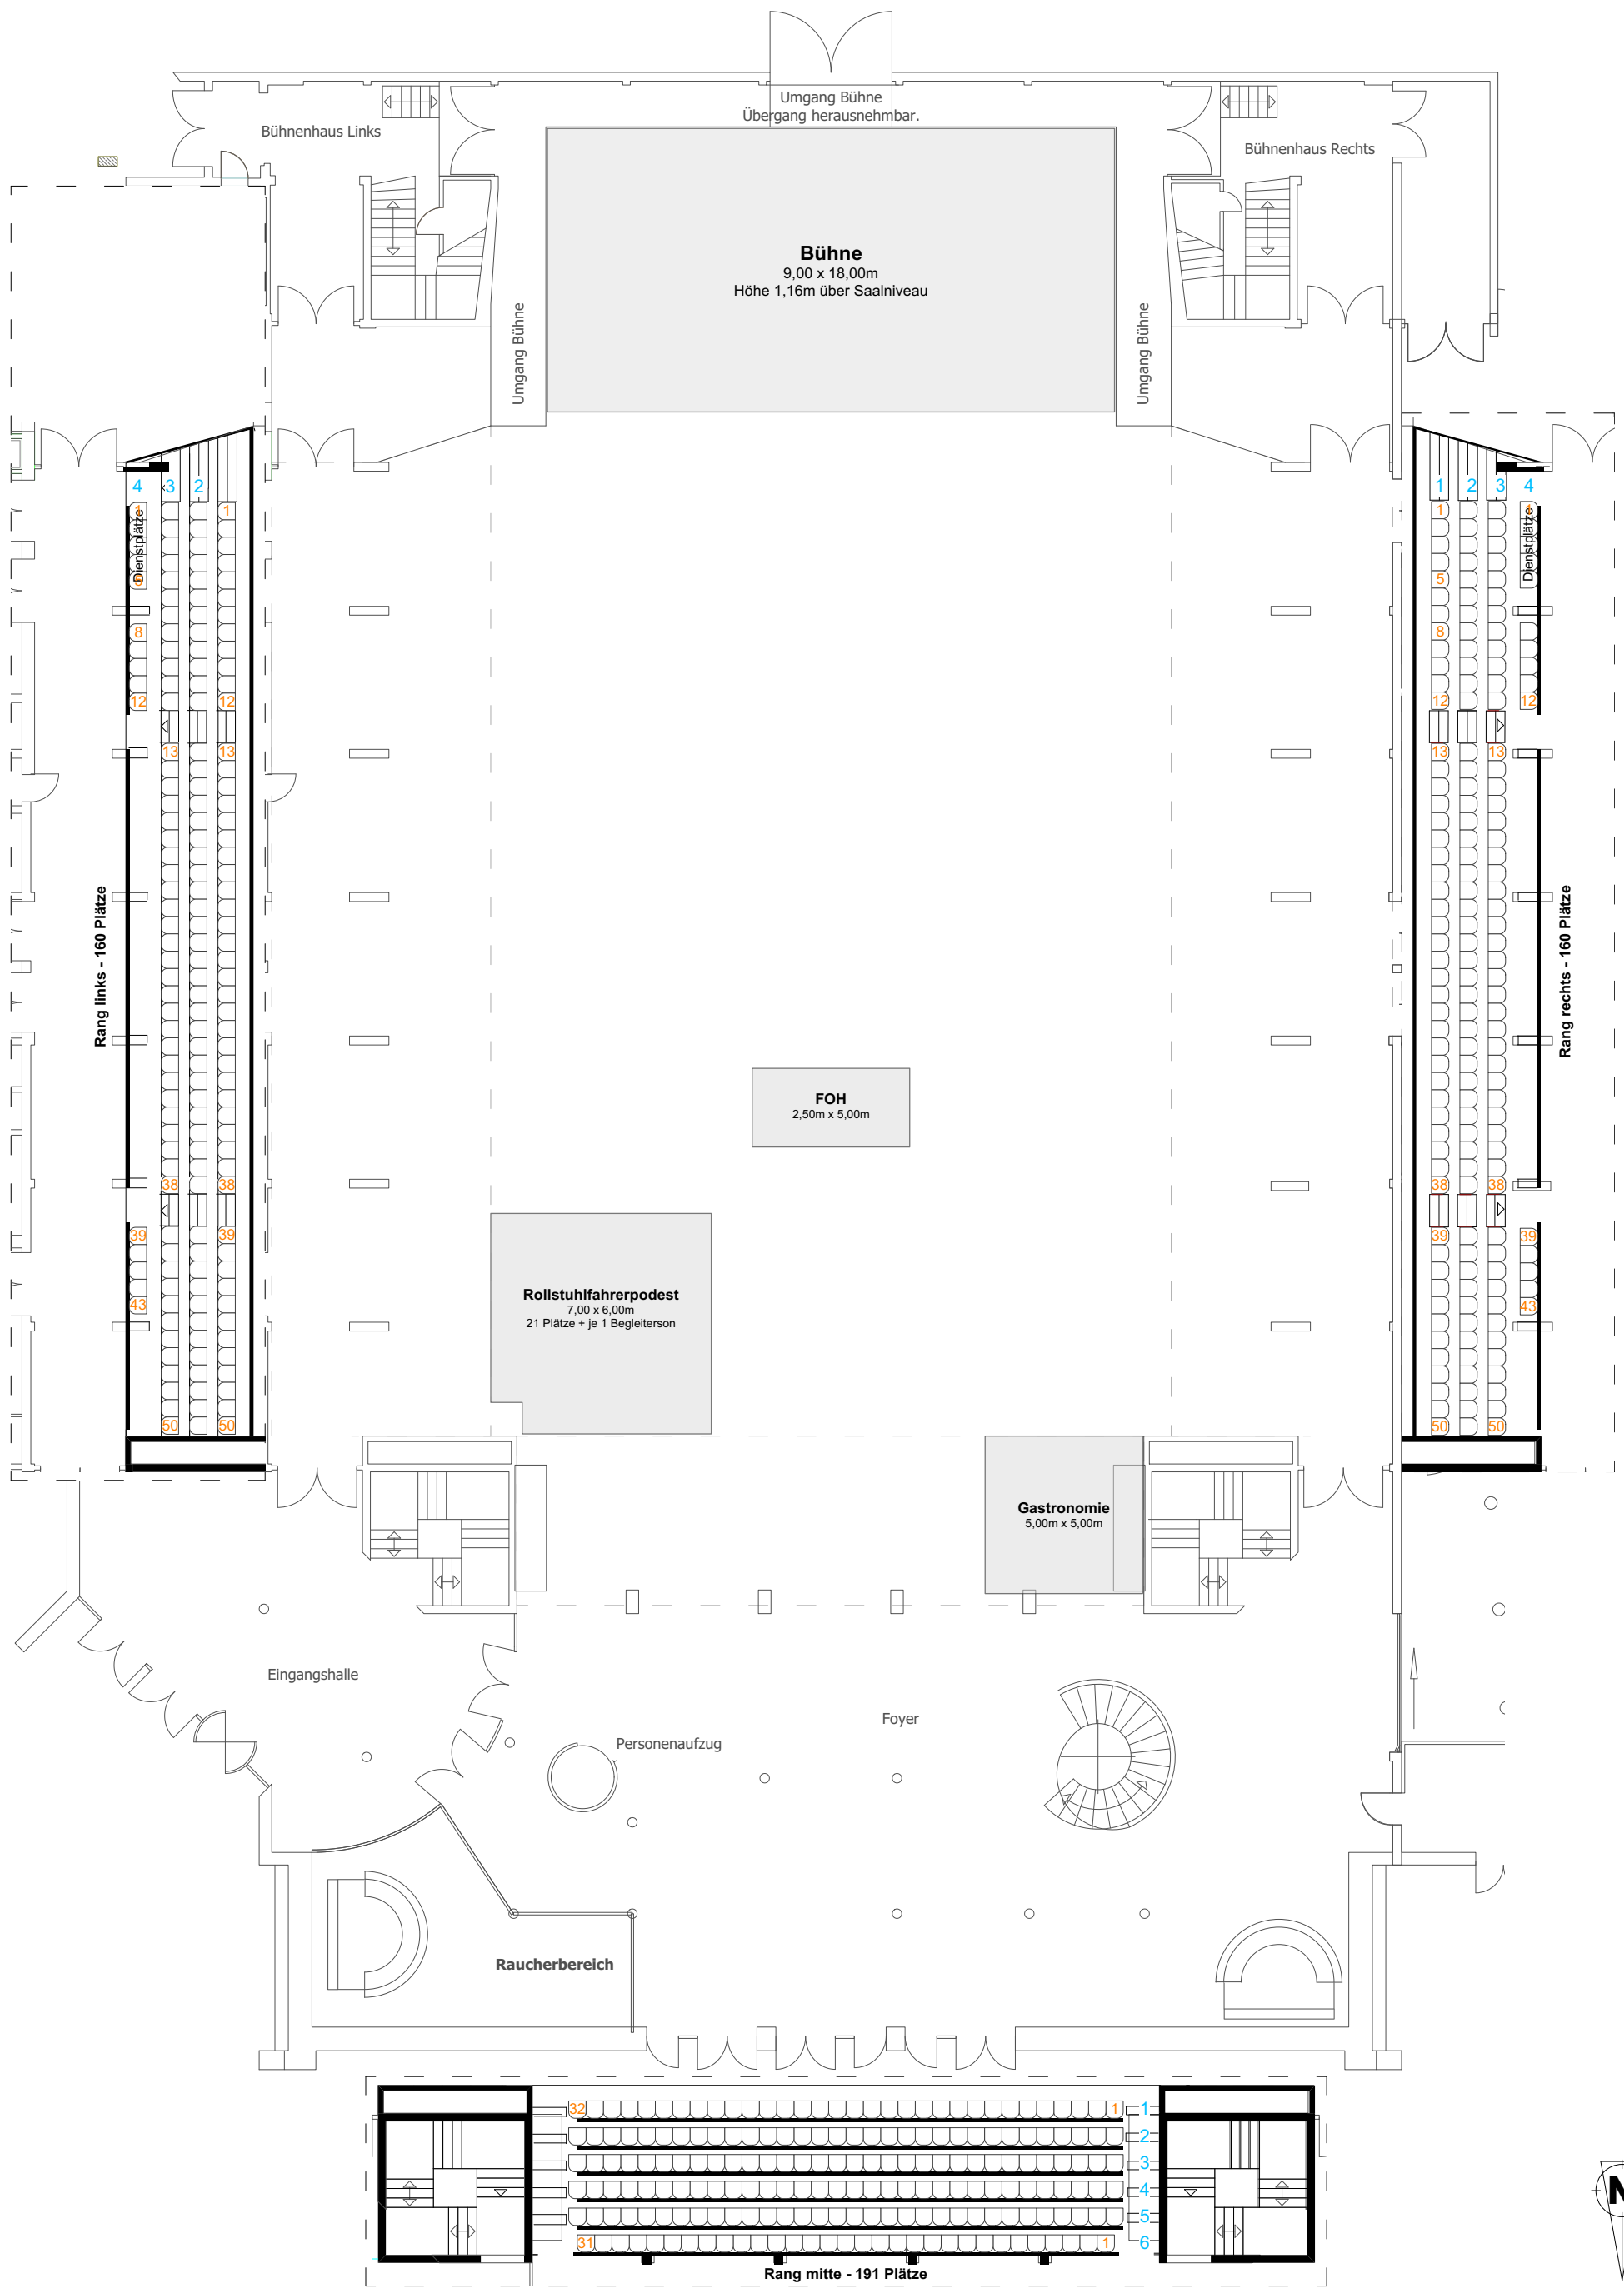 Umgang Bühne
Übergang herausnehmbar.
Bühnenhaus Links
Bühnenhaus Rechts
Bühne
9,00 x 18,00m
Höhe 1,16m über Saalniveau
Umgang Bühne
Umgang Bühne
4 3 2
1
Dienstplätze
8
12 12
13 13
38 38
39 39
43
50 50
Rang links - 160 Plätze
1 2 3 4
1
Dienstplätze
5
8
12 12
13 13
38 38
39 39
43
50 50
Rang rechts - 160 Plätze
FOH
2,50m x 5,00m
Rollstuhlfahrerpodest
7,00 x 6,00m
21 Plätze + je 1 Begleiterson
Gastronomie
5,00m x 5,00m
Eingangshalle
Foyer
Personenaufzug
Raucherbereich
32 1 1
2
3
4
5
31 1 6
Rang mitte - 191 Plätze
N